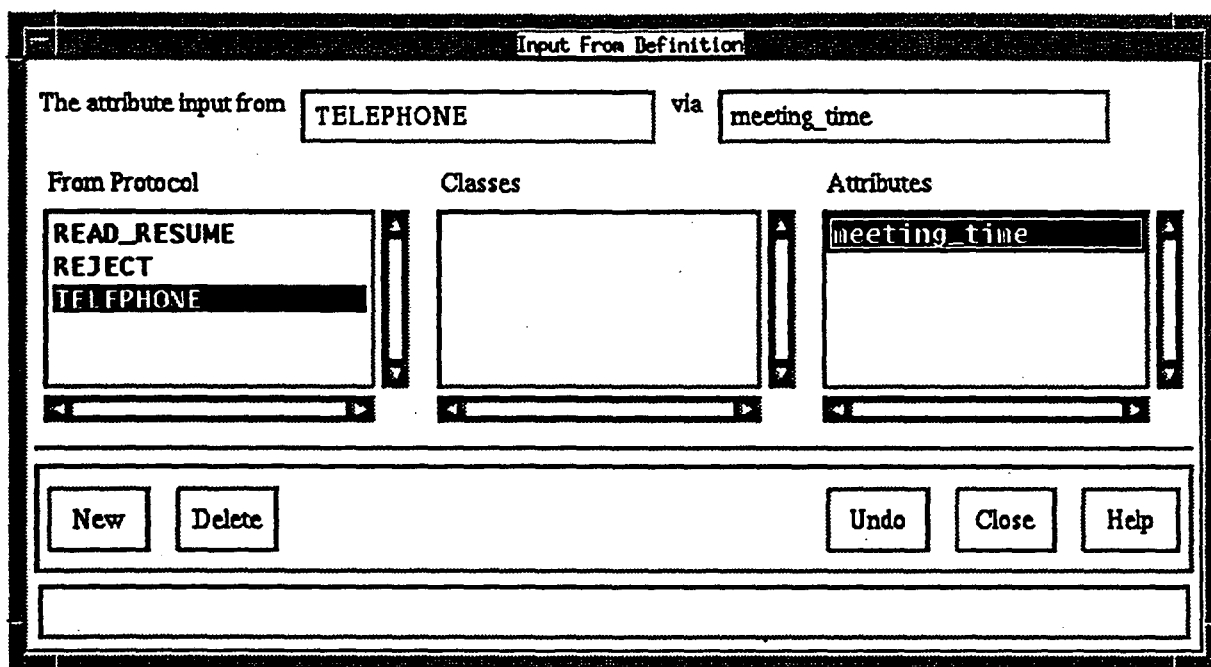 Input From Definition
The attribute input from TELEPHONE via meeting_time
From Protocol Classes Attributes
READ_RESUME meeting_time
REJECT
TELEPHONE
New Delete Undo Close Help